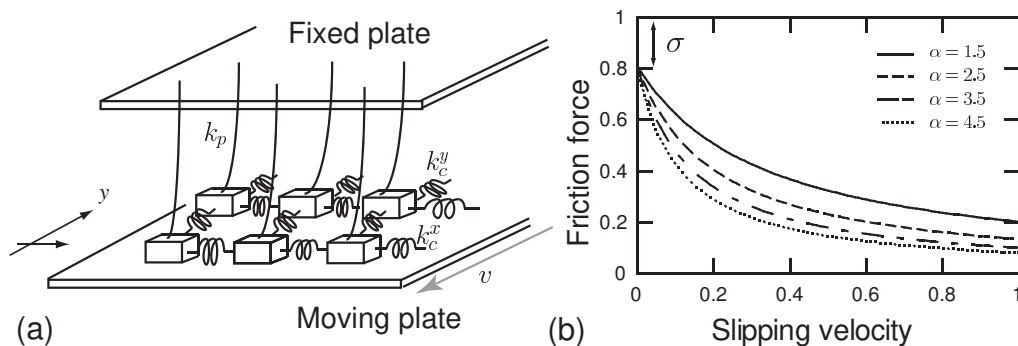 Fixed plate
k_p
k_c^y
y
k_c^x
v
Moving plate
(a)
Friction force
1
0.8
0.6
0.4
0.2
0
σ
α = 1.5
α = 2.5
α = 3.5
α = 4.5
0 0.2 0.4 0.6 0.8 1
Slipping velocity
(b)